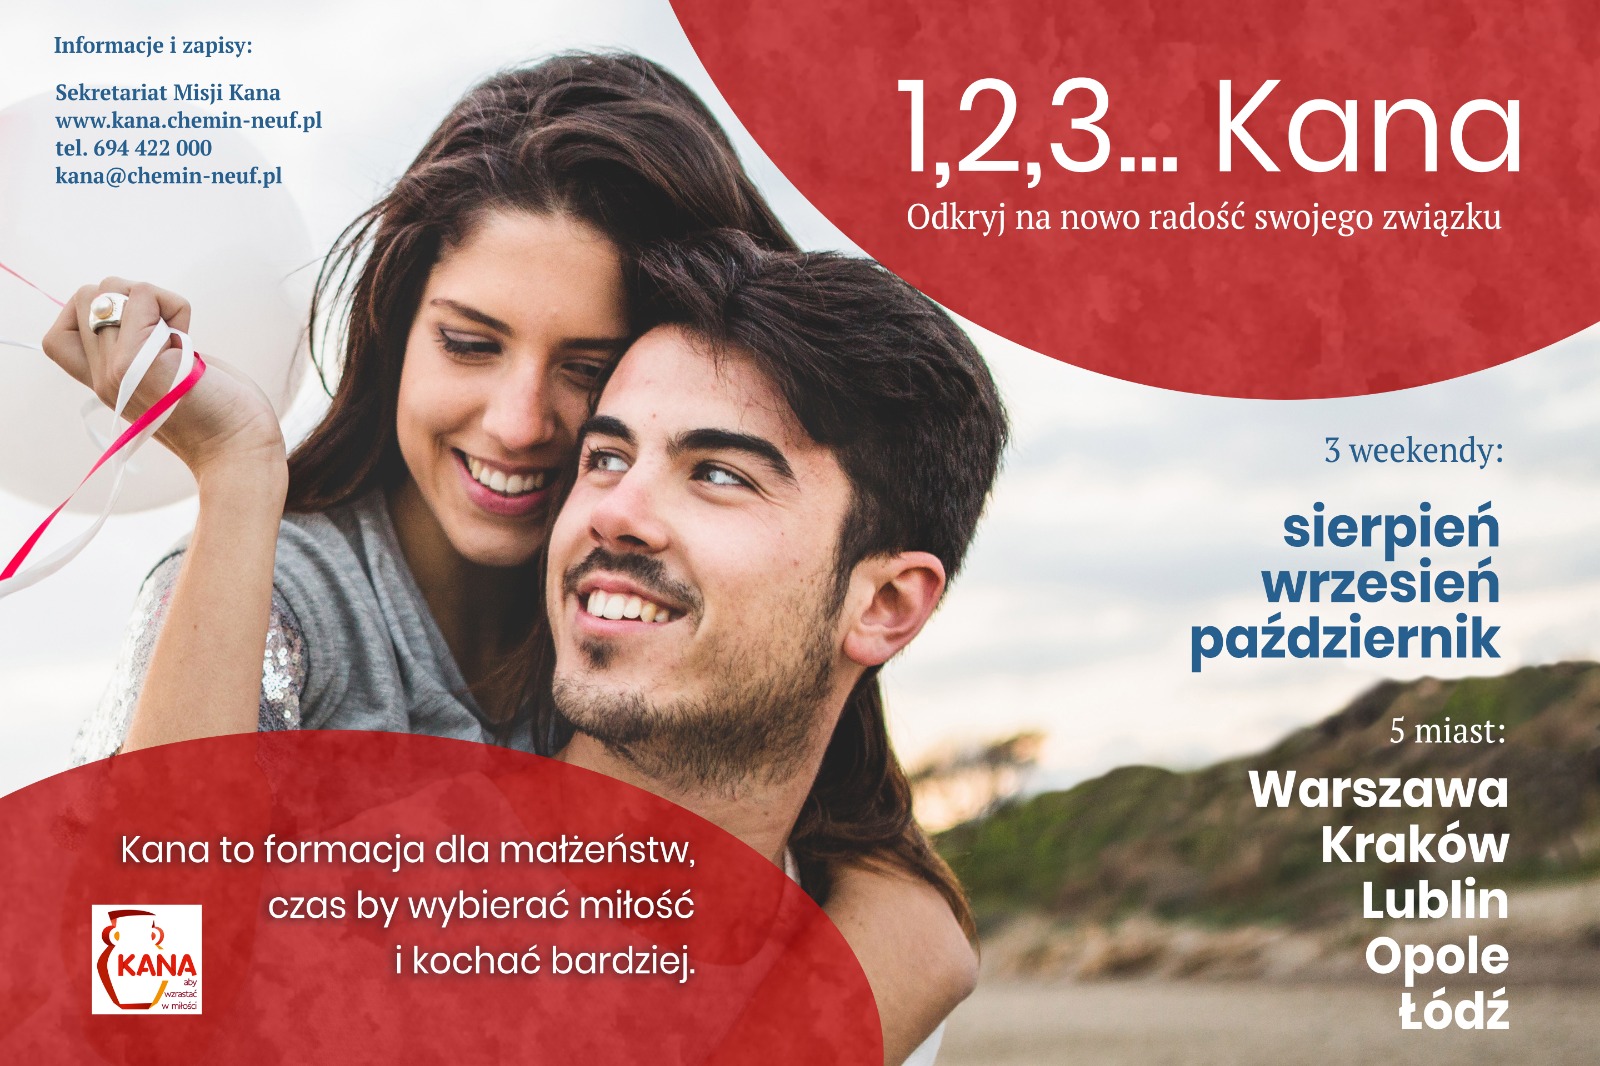 Informacje i zapisy:
Sekretariat Misji Kana
www.kana.chemin-neuf.pl
tel. 694 422 000
kana@chemin-neuf.pl
1,2,3... Kana
Odkryj na nowo radość swojego związku
3 weekendy:
sierpień
wrzesień
październik
5 miast:
Warszawa
Kraków
Lublin
Opole
Łódź
Kana to formacja dla małżeństw,
czas by wybierać miłość
i kochać bardziej.
KANA
aby
wzrastać
w miłości